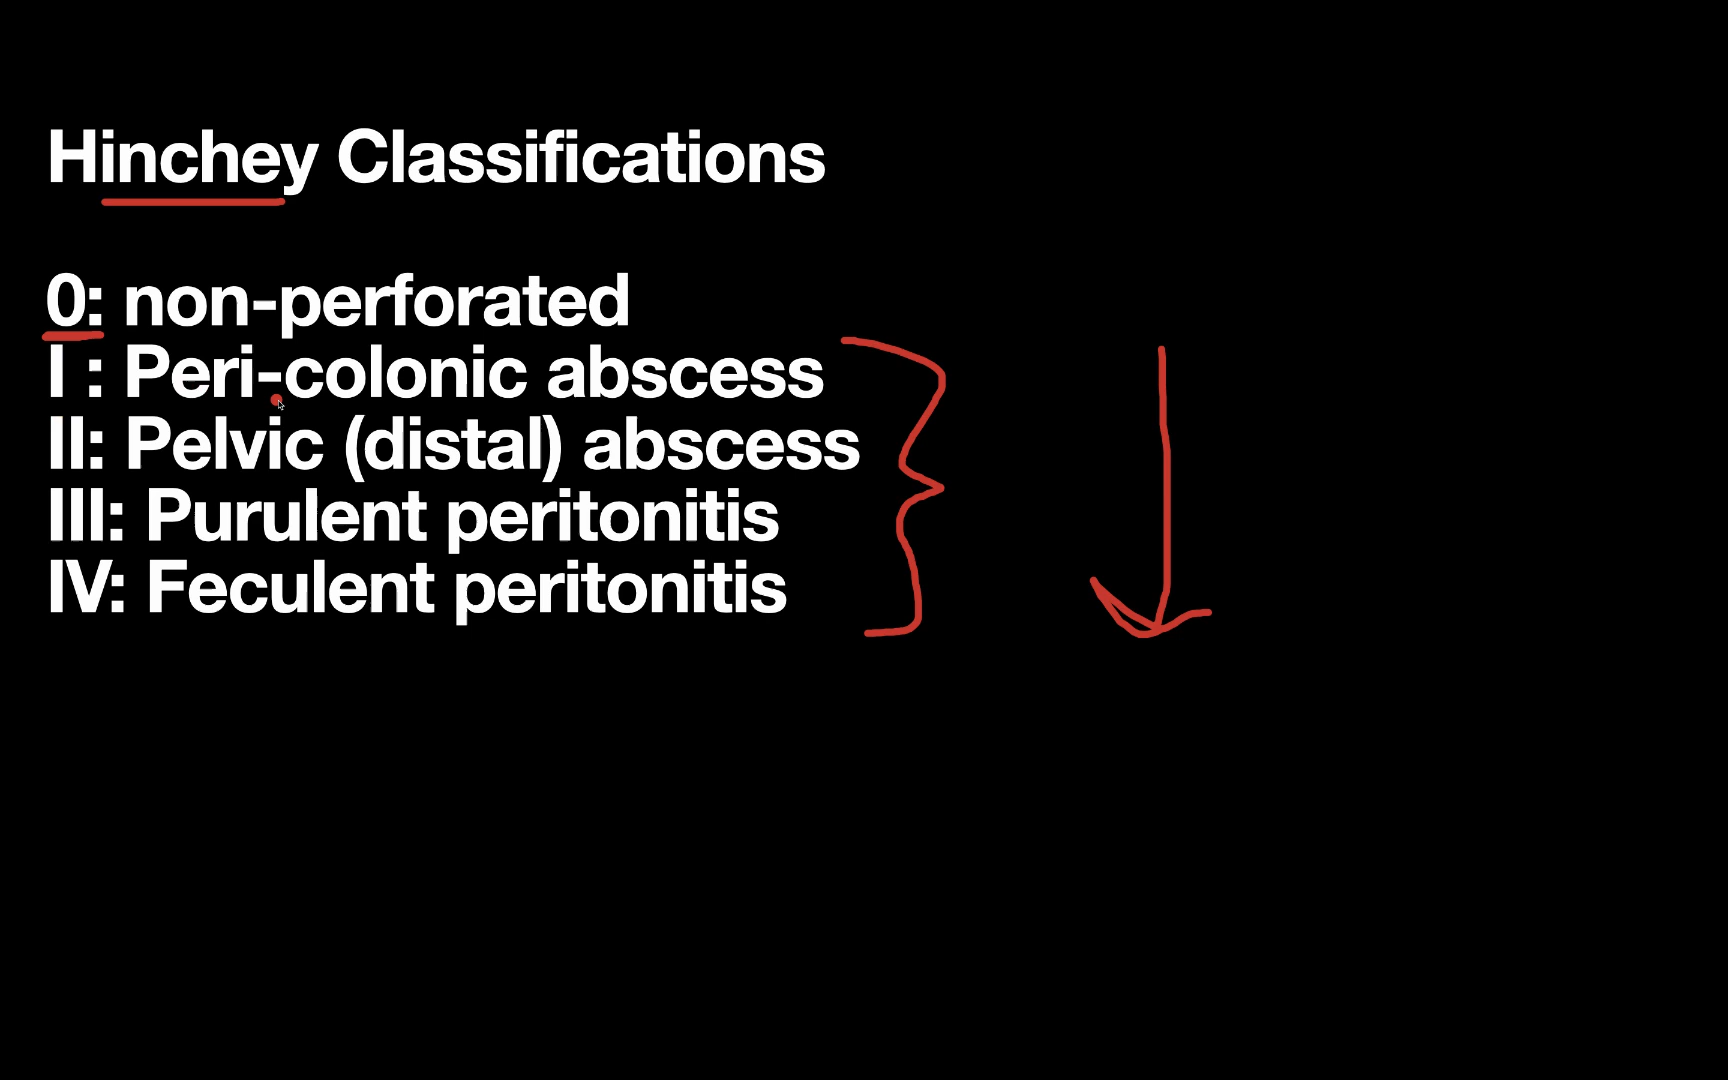 Hinchey Classifications
0: non-perforated
I : Peri-colonic abscess
II: Pelvic (distal) abscess
III: Purulent peritonitis
IV: Feculent peritonitis